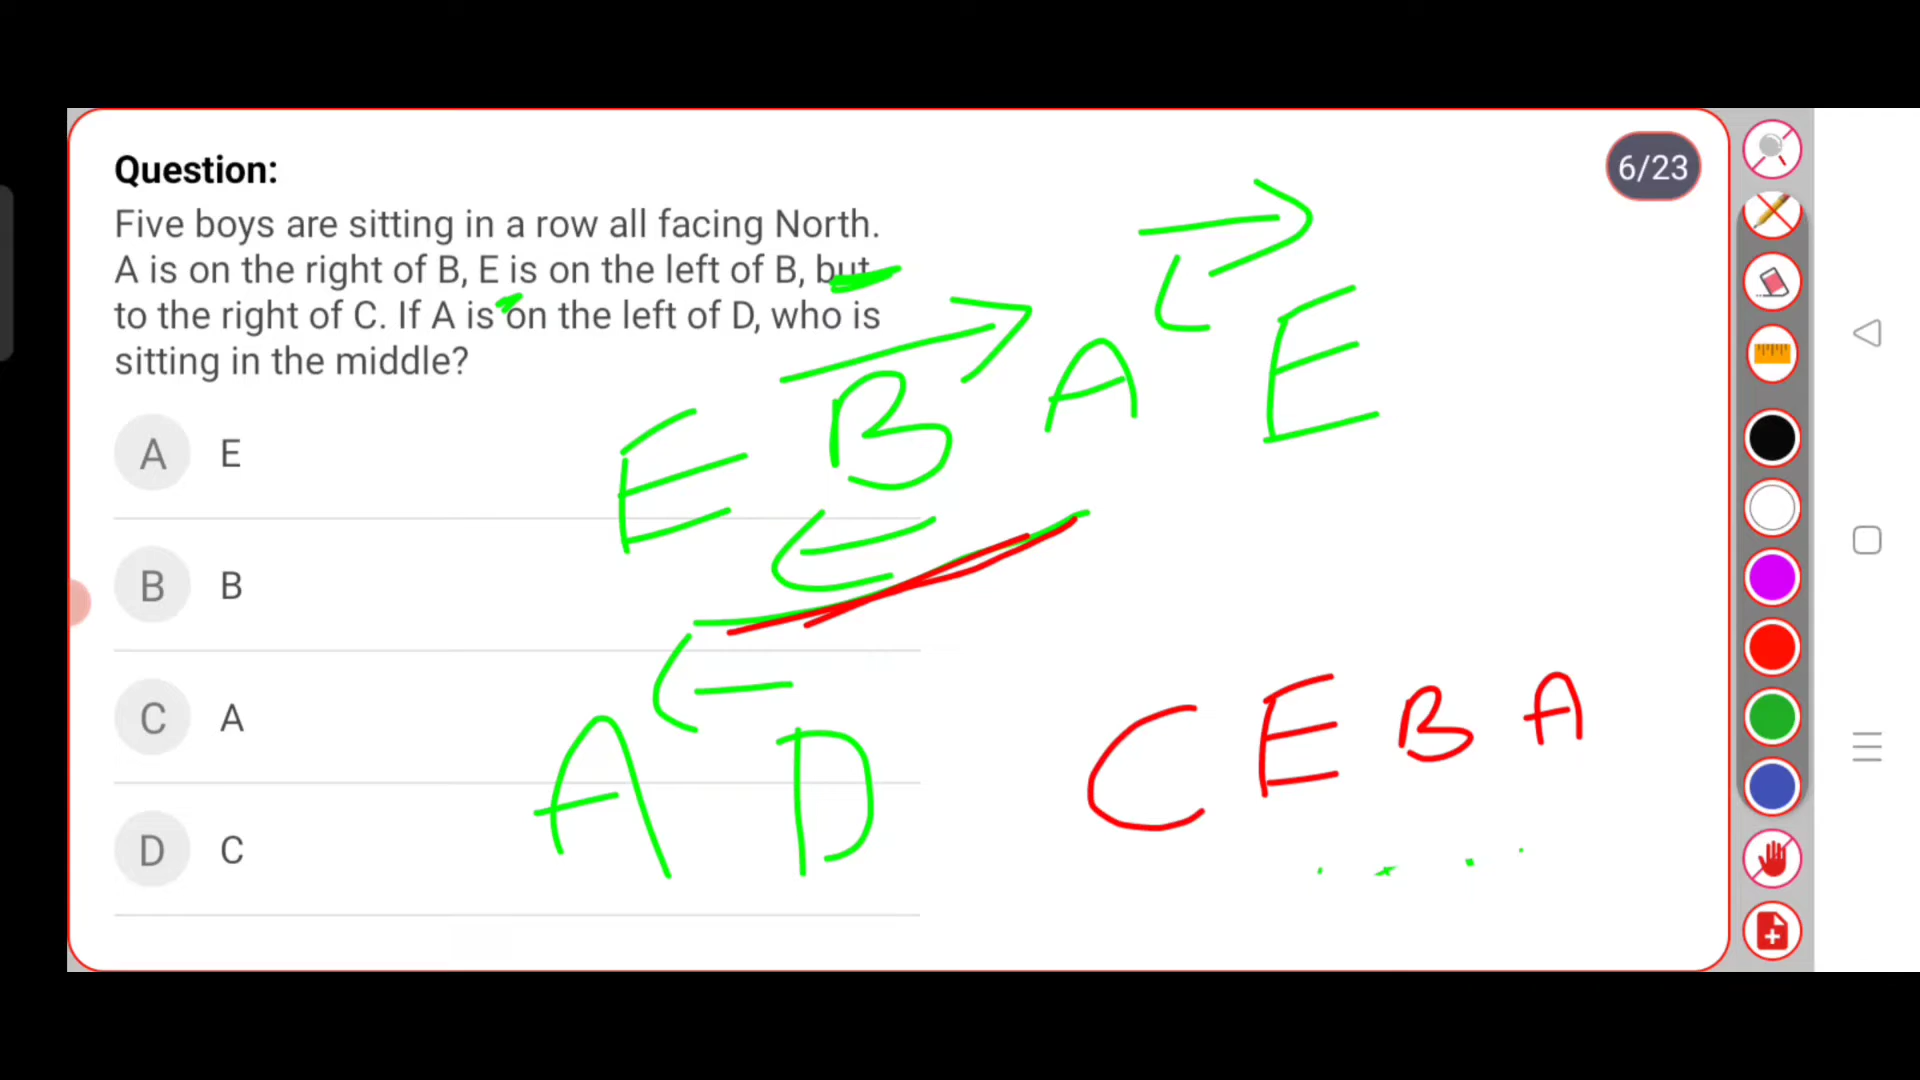 Question:
6/23
Five boys are sitting in a row all facing North.
A is on the right of B, E is on the left of B, but
to the right of C. If A is on the left of D, who is
sitting in the middle?
A E
B B
C A
D C
E B A E
A D
C E B A